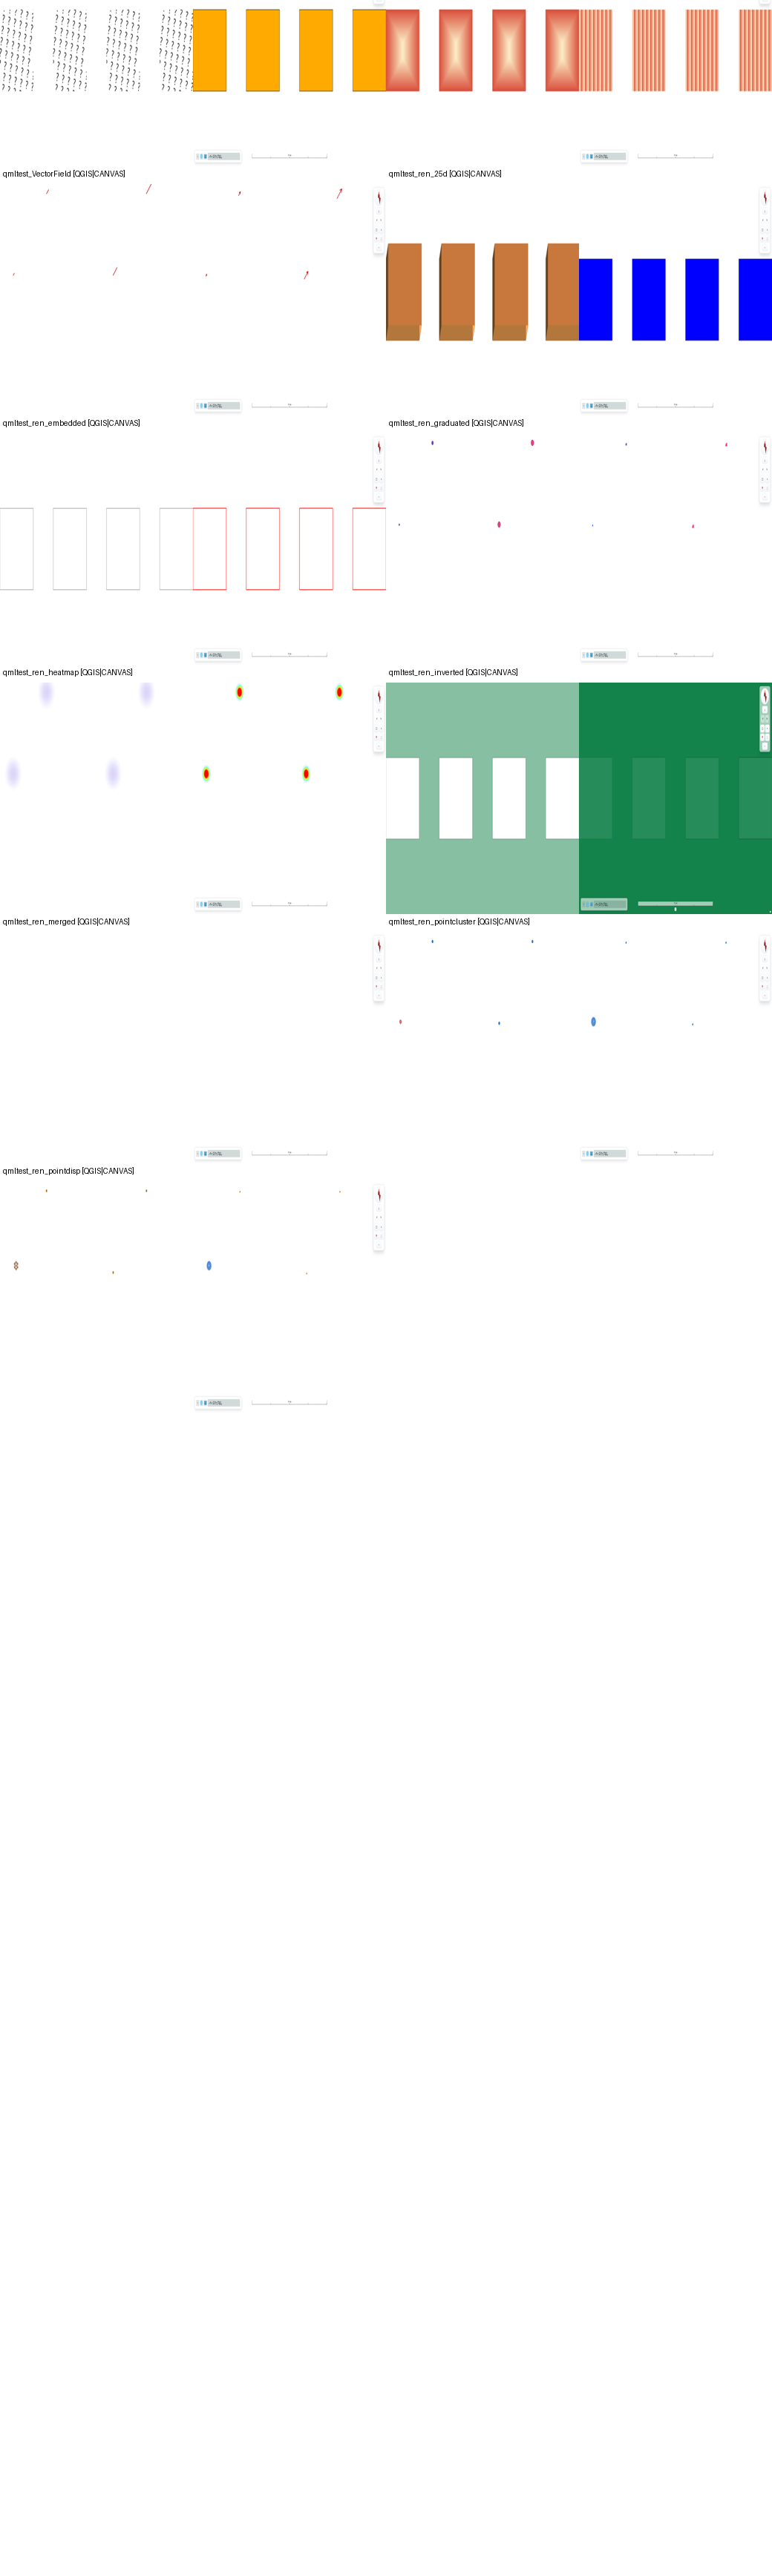 qmltest_VectorField [QGIS|CANVAS]
qmltest_ren_25d [QGIS|CANVAS]
qmltest_ren_embedded [QGIS|CANVAS]
qmltest_ren_graduated [QGIS|CANVAS]
qmltest_ren_heatmap [QGIS|CANVAS]
qmltest_ren_inverted [QGIS|CANVAS]
qmltest_ren_merged [QGIS|CANVAS]
qmltest_ren_pointcluster [QGIS|CANVAS]
qmltest_ren_pointdisp [QGIS|CANVAS]